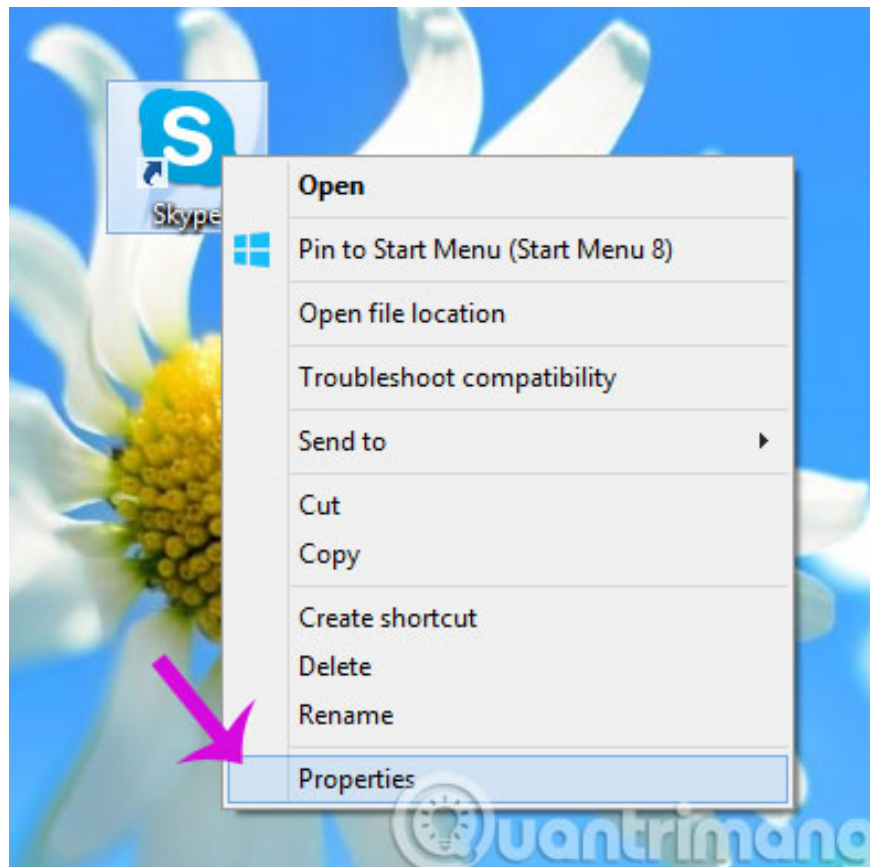 S
Skype
Open
Pin to Start Menu (Start Menu 8)
Open file location
Troubleshoot compatibility
Send to
Cut
Copy
Create shortcut
Delete
Rename
Properties
Quantrimang